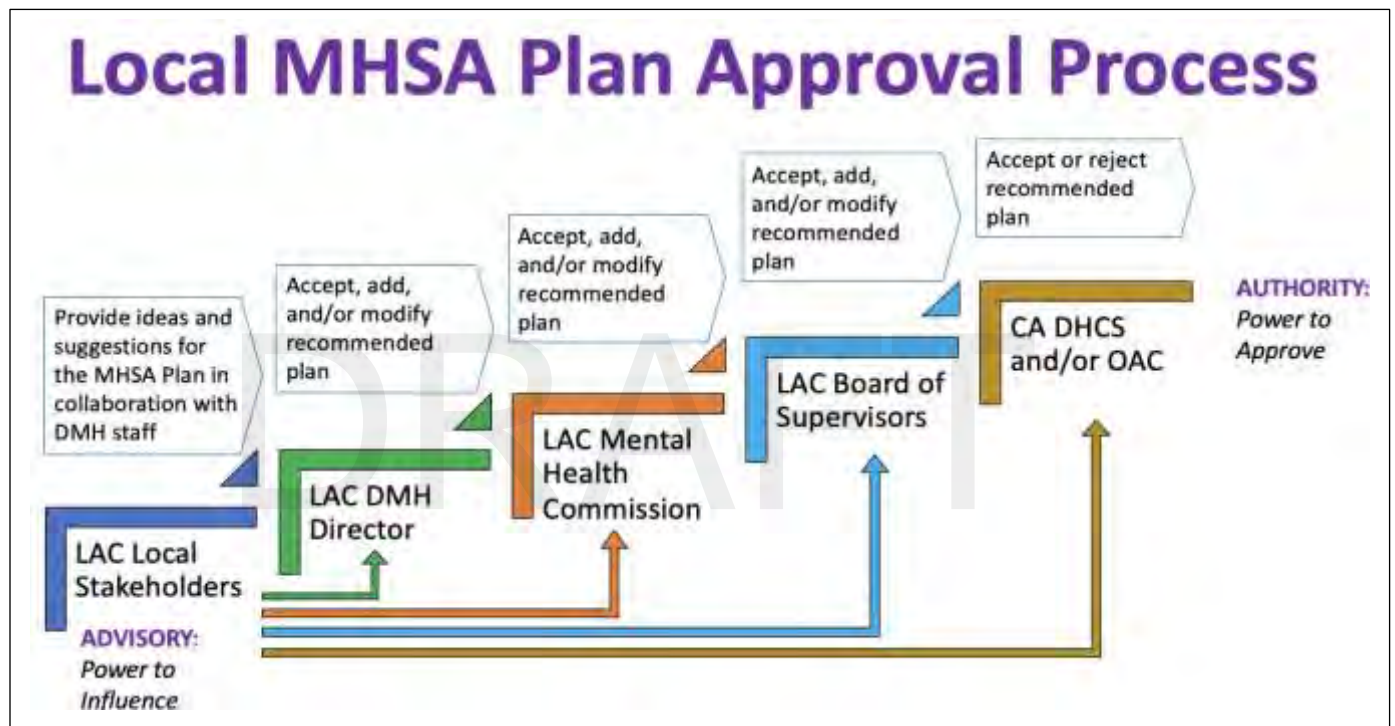 Local MHSA Plan Approval Process
Provide ideas and
suggestions for
the MHSA Plan in
collaboration with
DMH staff
LAC Local
Stakeholders
ADVISORY:
Power to
Influence
Accept, add,
and/or modify
recommended
plan
LAC DMH
Director
Accept, add,
and/or modify
recommended
plan
LAC Mental
Health
Commission
Accept, add,
and/or modify
recommended
plan
LAC Board of
Supervisors
Accept or reject
recommended
plan
CA DHCS
and/or OAC
AUTHORITY:
Power to
Approve
DRAFT